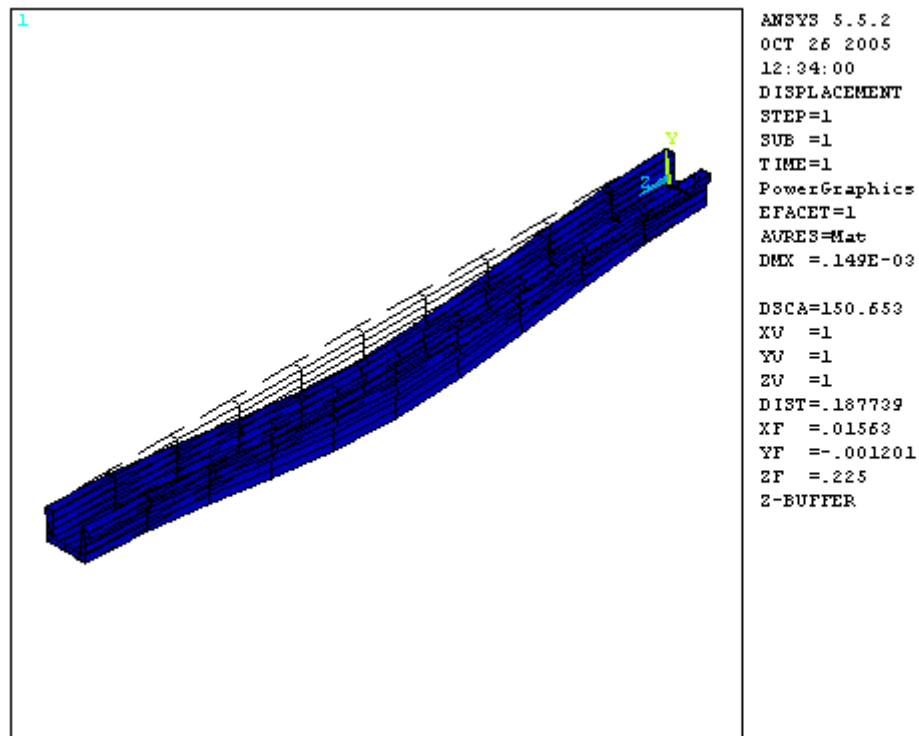 1
ANSYS 5.5.2
OCT 26 2005
12:34:00
DISPLACEMENT
STEP=1
SUB =1
TIME=1
PowerGraphics
EFACET=1
AVRES=Mat
DMX =.149E-03
DSCA=150.653
XV =1
YV =1
ZV =1
DIST=.187739
XF =.01563
YF =-.001201
ZF =.225
Z-BUFFER
Y
Z